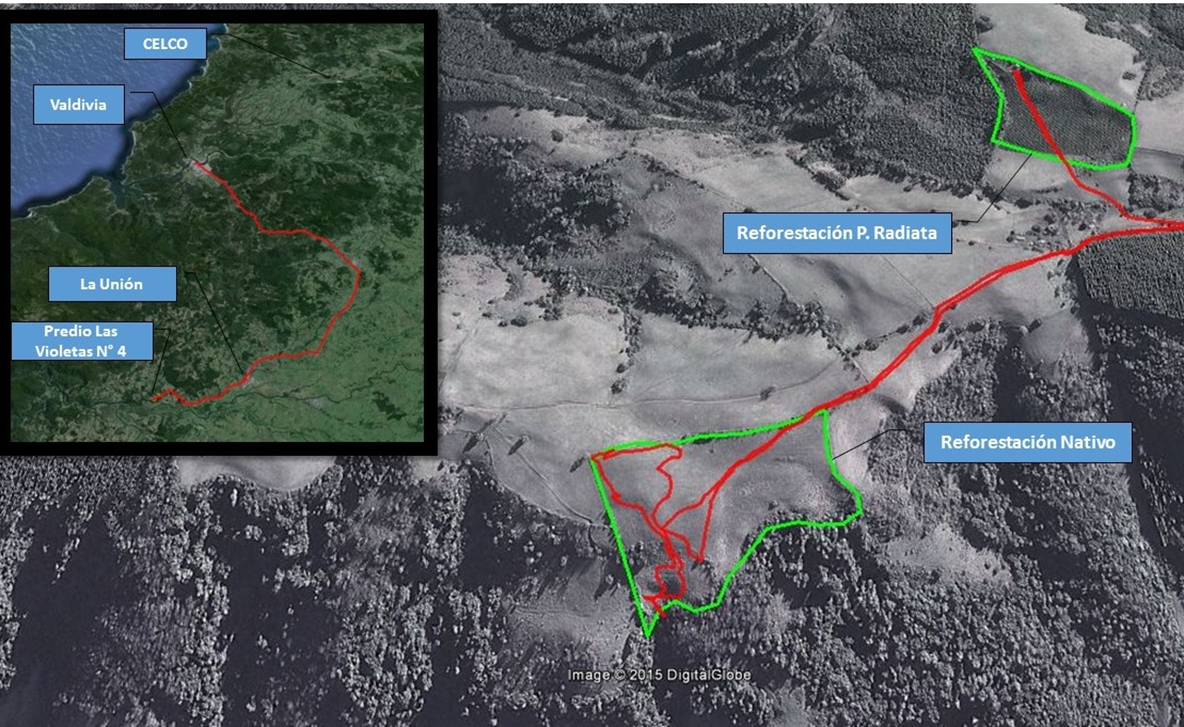 CELCO
Valdivia
La Unión
Predio Las
Violetas N° 4
Reforestación P. Radiata
Reforestación Nativo
Image © 2015 DigitalGlobe